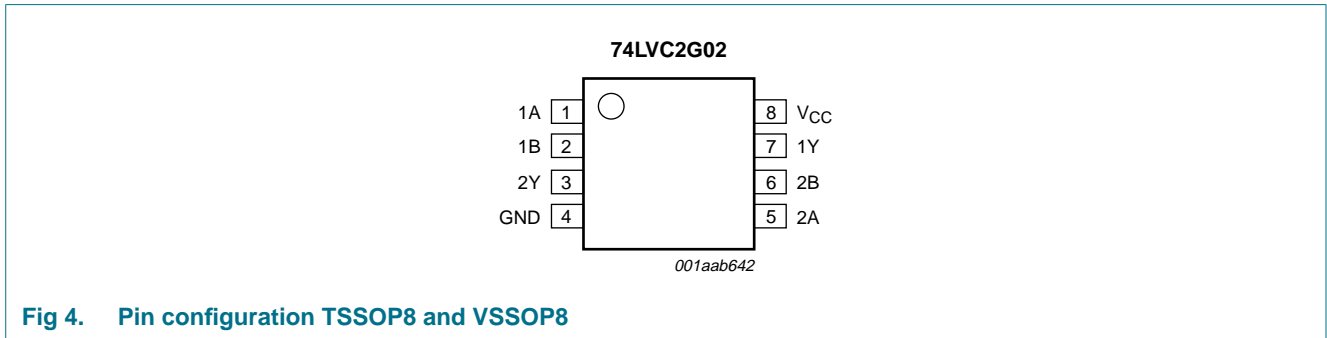 74LVC2G02
1A 1 8 VCC
1B 2 7 1Y
2Y 3 6 2B
GND 4 5 2A
001aab642
Fig 4. Pin configuration TSSOP8 and VSSOP8